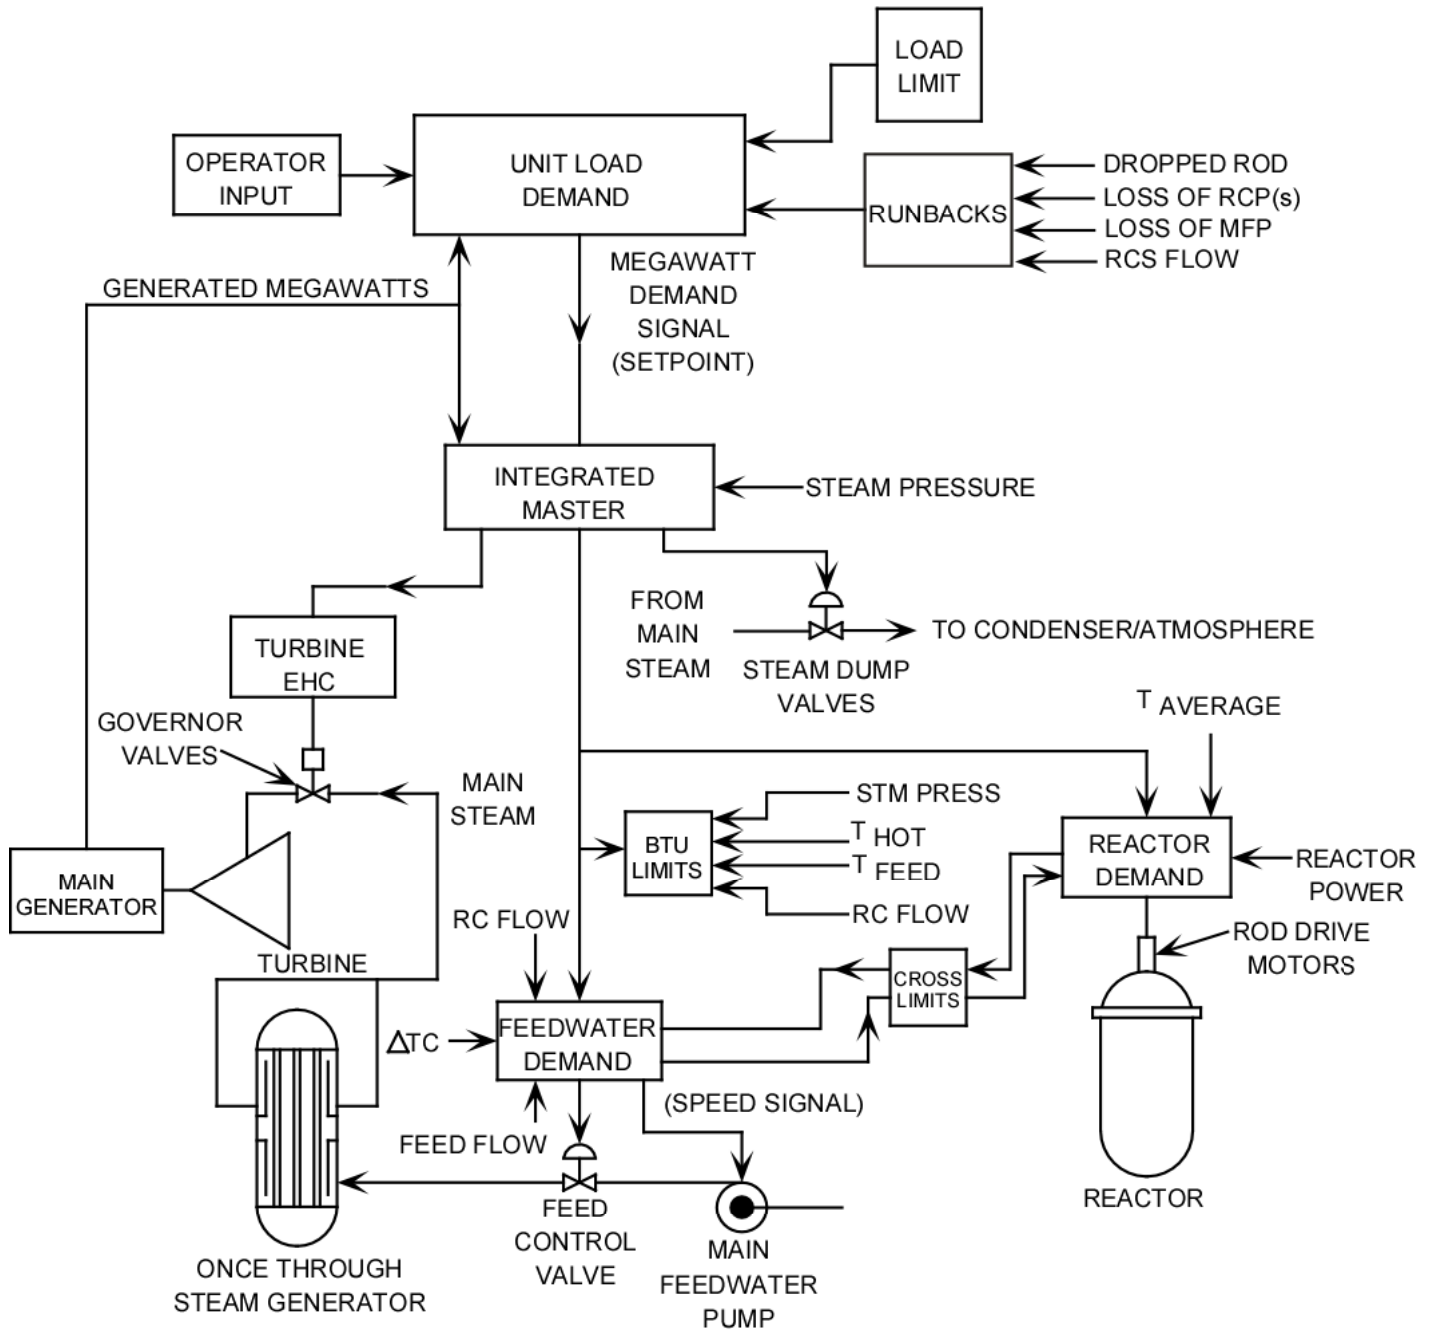 LOAD
LIMIT
OPERATOR
INPUT
UNIT LOAD
DEMAND
RUNBACKS
DROPPED ROD
LOSS OF RCP(s)
LOSS OF MFP
RCS FLOW
GENERATED MEGAWATTS
MEGAWATT
DEMAND
SIGNAL
(SETPOINT)
INTEGRATED
MASTER
STEAM PRESSURE
TURBINE
EHC
FROM
MAIN
STEAM
TO CONDENSER/ATMOSPHERE
STEAM DUMP
VALVES
GOVERNOR
VALVES
MAIN
STEAM
T AVERAGE
STM PRESS
T HOT
T FEED
RC FLOW
BTU
LIMITS
REACTOR
DEMAND
REACTOR
POWER
MAIN
GENERATOR
TURBINE
RC FLOW
CROSS
LIMITS
ROD DRIVE
MOTORS
FEEDWATER
DEMAND
ΔTC
(SPEED SIGNAL)
FEED FLOW
FEED
CONTROL
VALVE
MAIN
FEEDWATER
PUMP
REACTOR
ONCE THROUGH
STEAM GENERATOR